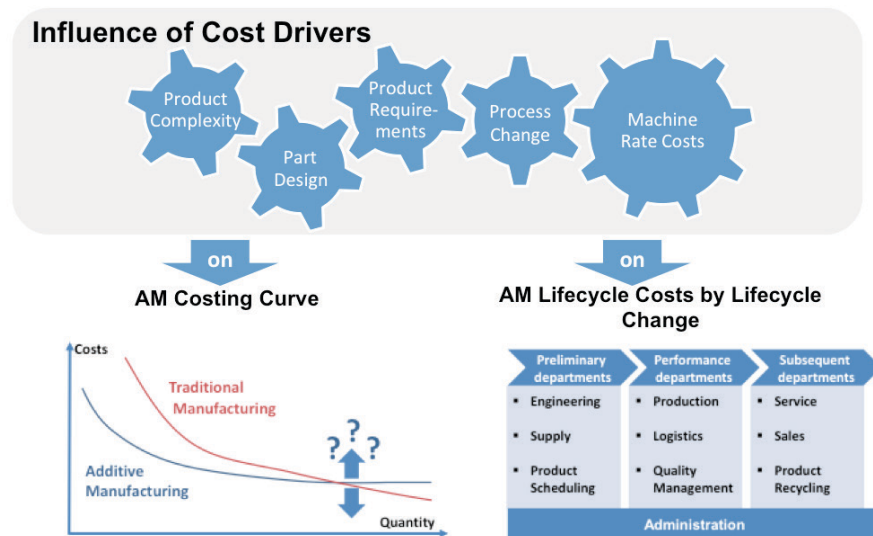 Influence of Cost Drivers
Product
Complexity
Part
Design
Product
Require-
ments
Process
Change
Machine
Rate Costs
on
AM Costing Curve
Costs
Traditional
Manufacturing
? ? ?
Additive
Manufacturing
Quantity
on
AM Lifecycle Costs by Lifecycle
Change
Preliminary
departments
Performance
departments
Subsequent
departments
▪ Engineering
▪ Supply
▪ Product
Scheduling
▪ Production
▪ Logistics
▪ Quality
Management
▪ Service
▪ Sales
▪ Product
Recycling
Administration